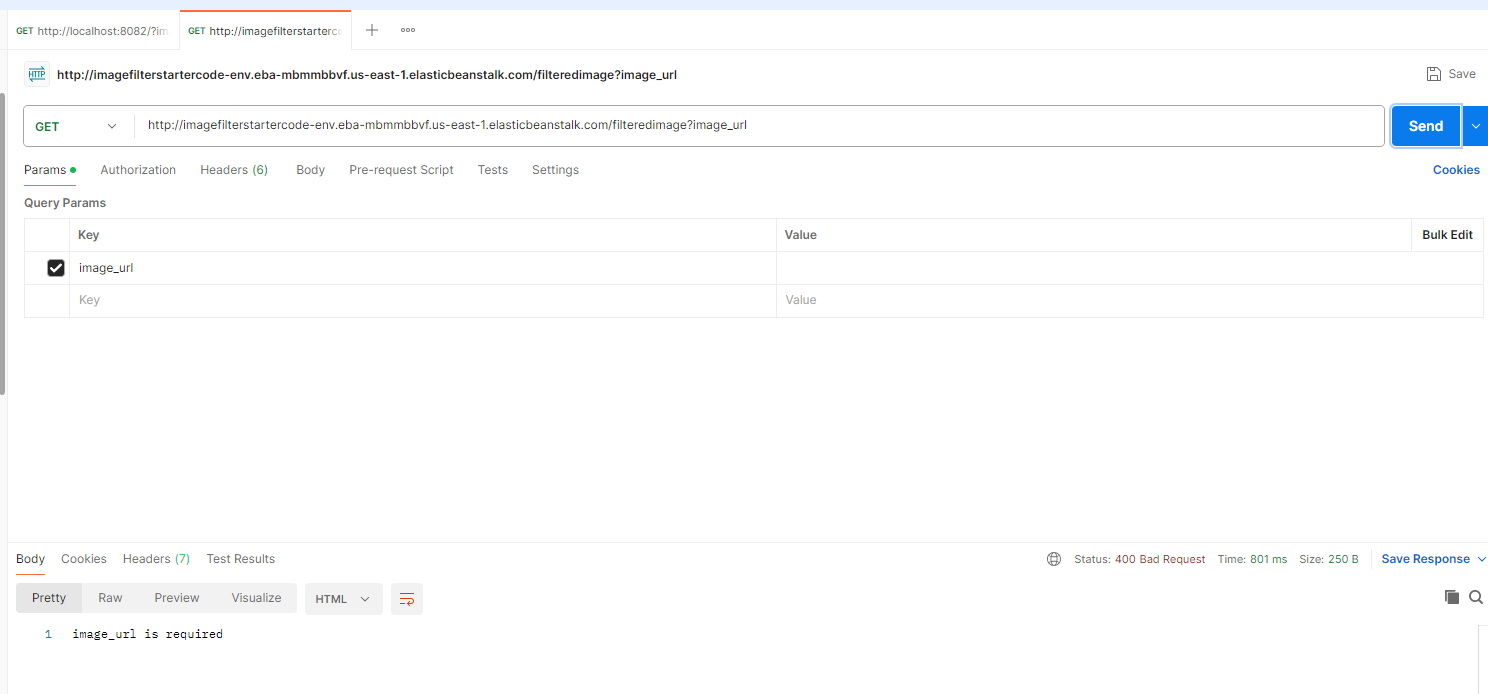 GET http://localhost:8082/?im GET http://imagefilterstarterco
HTTP http://imagefilterstartercode-env.eba-mbmmbbvf.us-east-1.elasticbeanstalk.com/filteredimage?image_url Save
GET http://imagefilterstartercode-env.eba-mbmmbbvf.us-east-1.elasticbeanstalk.com/filteredimage?image_url Send
Params Authorization Headers (6) Body Pre-request Script Tests Settings Cookies
Query Params
Key Value Bulk Edit
image_url
Key Value
Body Cookies Headers (7) Test Results Status: 400 Bad Request Time: 801 ms Size: 250 B Save Response
Pretty Raw Preview Visualize HTML
1 image_url is required